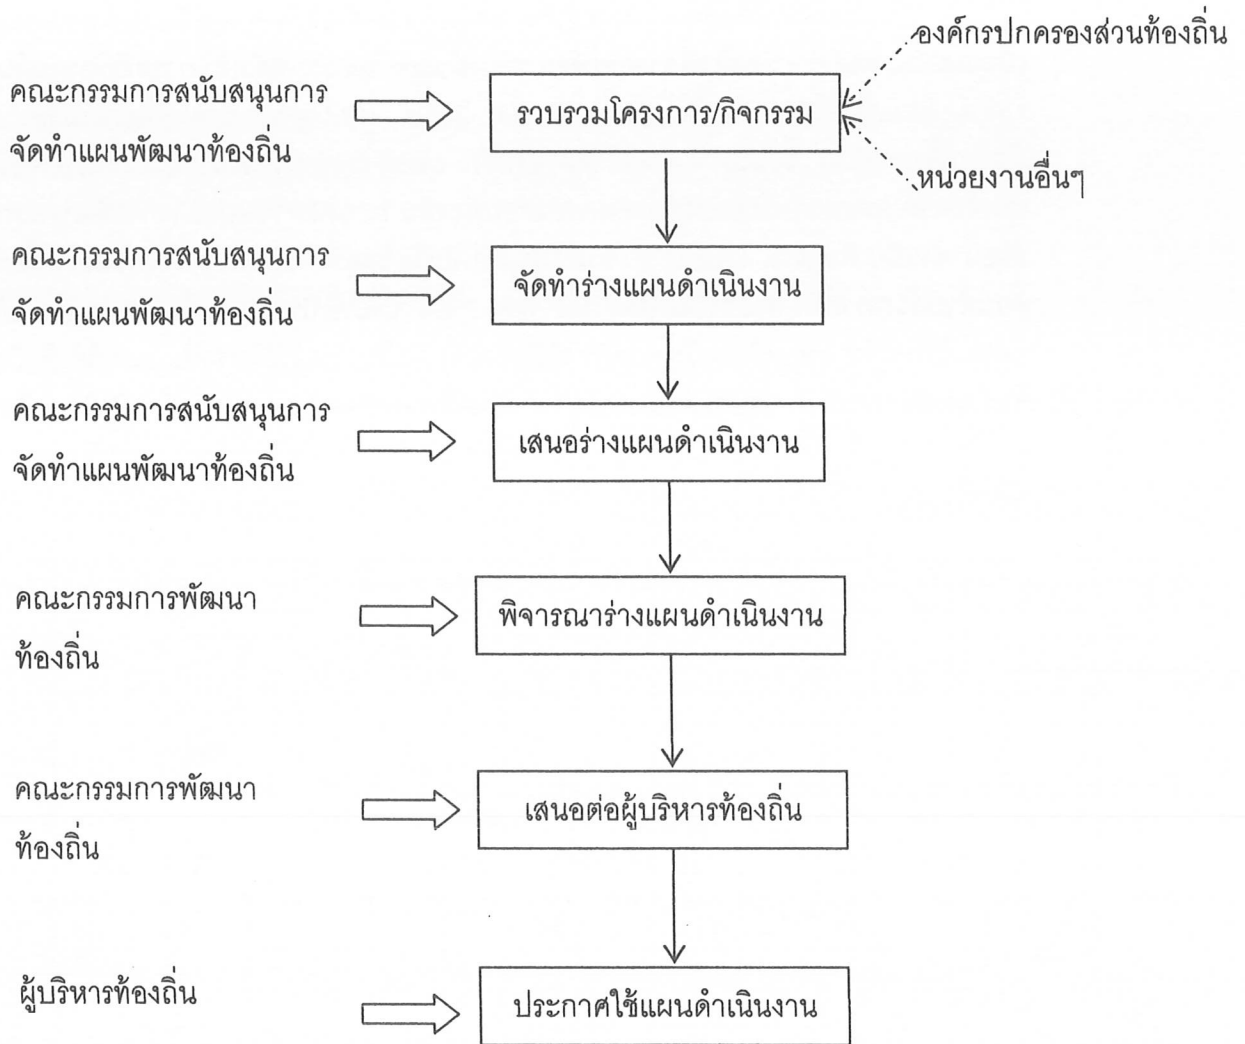 องค์กรปกครองส่วนท้องถิ่น
คณะกรรมการสนับสนุนการ
จัดทำแผนพัฒนาท้องถิ่น
รวบรวมโครงการ/กิจกรรม
หน่วยงานอื่นๆ
คณะกรรมการสนับสนุนการ
จัดทำแผนพัฒนาท้องถิ่น
จัดทำร่างแผนดำเนินงาน
คณะกรรมการสนับสนุนการ
จัดทำแผนพัฒนาท้องถิ่น
เสนอร่างแผนดำเนินงาน
คณะกรรมการพัฒนา
ท้องถิ่น
พิจารณาร่างแผนดำเนินงาน
คณะกรรมการพัฒนา
ท้องถิ่น
เสนอต่อผู้บริหารท้องถิ่น
ผู้บริหารท้องถิ่น
ประกาศใช้แผนดำเนินงาน